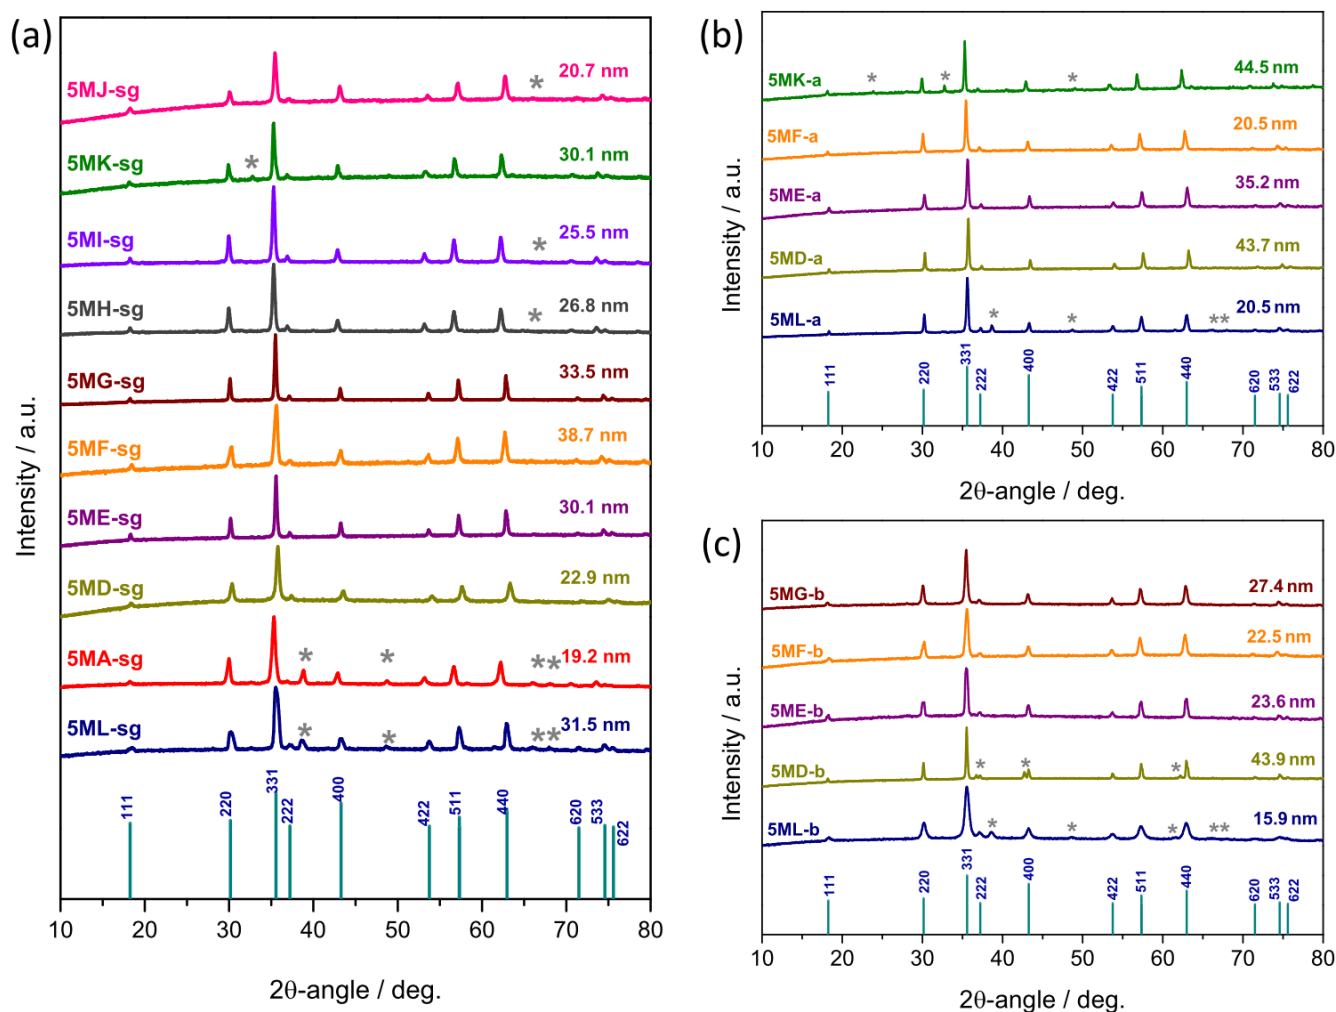 (a)
5MJ-sg
20.7 nm
*
5MK-sg
30.1 nm
*
5MI-sg
25.5 nm
*
5MH-sg
26.8 nm
*
5MG-sg
33.5 nm
5MF-sg
38.7 nm
5ME-sg
30.1 nm
5MD-sg
22.9 nm
5MA-sg
* * **
19.2 nm
5ML-sg
* * **
31.5 nm
111 220 331 222 400 422 511 440 620 533 622
10 20 30 40 50 60 70 80
2θ-angle / deg.
Intensity / a.u.
(b)
5MK-a
* * *
44.5 nm
5MF-a
20.5 nm
5ME-a
35.2 nm
5MD-a
43.7 nm
5ML-a
* * **
20.5 nm
111 220 331 222 400 422 511 440 620 533 622
10 20 30 40 50 60 70 80
2θ-angle / deg.
Intensity / a.u.
(c)
5MG-b
27.4 nm
5MF-b
22.5 nm
5ME-b
23.6 nm
5MD-b
* * *
43.9 nm
5ML-b
* * * **
15.9 nm
111 220 331 222 400 422 511 440 620 533 622
10 20 30 40 50 60 70 80
2θ-angle / deg.
Intensity / a.u.